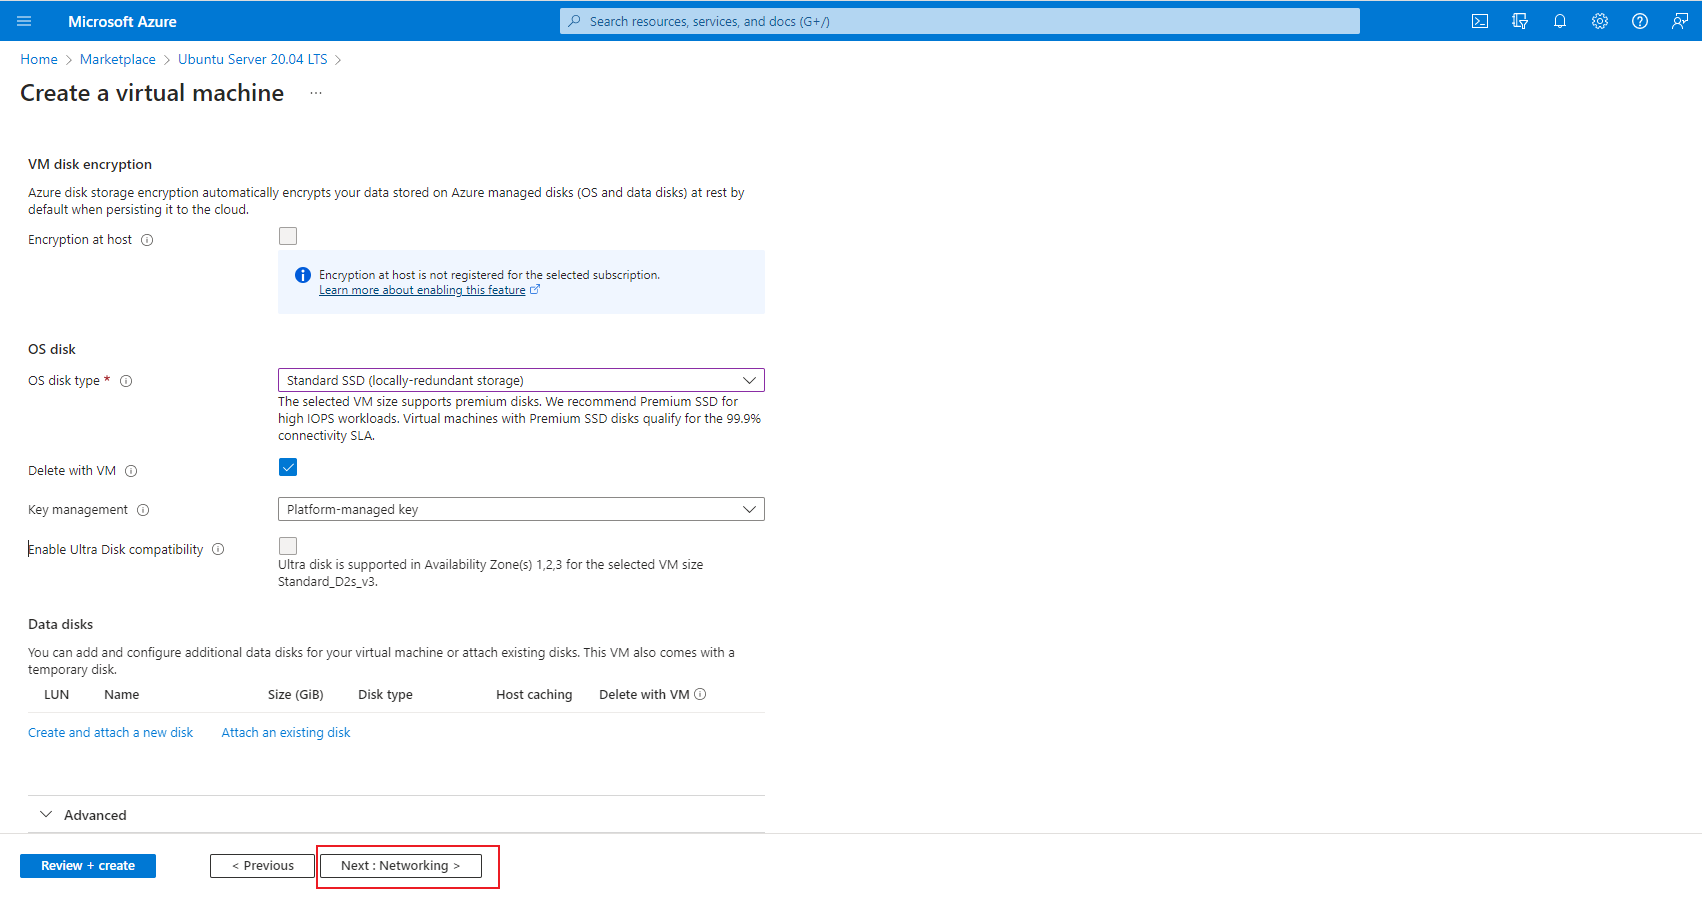 Microsoft Azure
Search resources, services, and docs (G+/)
Home > Marketplace > Ubuntu Server 20.04 LTS >
Create a virtual machine ...
VM disk encryption
Azure disk storage encryption automatically encrypts your data stored on Azure managed disks (OS and data disks) at rest by
default when persisting it to the cloud.
Encryption at host
Encryption at host is not registered for the selected subscription.
Learn more about enabling this feature
OS disk
OS disk type *
Standard SSD (locally-redundant storage)
The selected VM size supports premium disks. We recommend Premium SSD for
high IOPS workloads. Virtual machines with Premium SSD disks qualify for the 99.9%
connectivity SLA.
Delete with VM
Key management
Platform-managed key
Enable Ultra Disk compatibility
Ultra disk is supported in Availability Zone(s) 1,2,3 for the selected VM size
Standard_D2s_v3.
Data disks
You can add and configure additional data disks for your virtual machine or attach existing disks. This VM also comes with a
temporary disk.
LUN Name Size (GiB) Disk type Host caching Delete with VM
Create and attach a new disk Attach an existing disk
Advanced
Review + create < Previous Next : Networking >